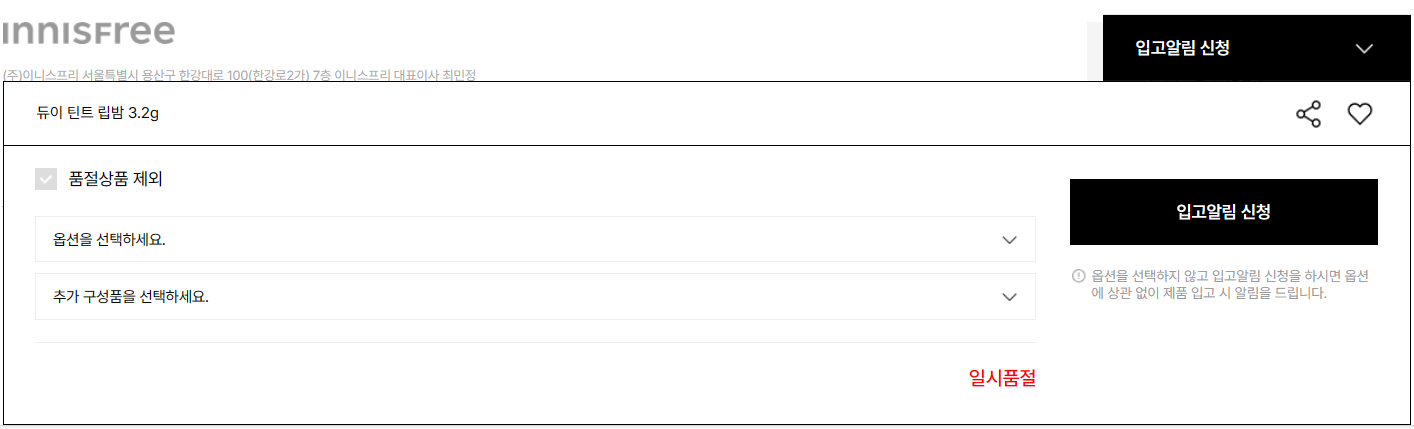 innisfree
입고알림 신청
(주)이니스프리 서울특별시 용산구 한강대로 100(한강로2가) 7층 이니스프리 대표이사 최민정
듀이 틴트 립밤 3.2g
품절상품 제외
옵션을 선택하세요.
추가 구성품을 선택하세요.
일시품절
입고알림 신청
옵션을 선택하지 않고 입고알림 신청을 하시면 옵션
에 상관 없이 제품 입고 시 알림을 드립니다.